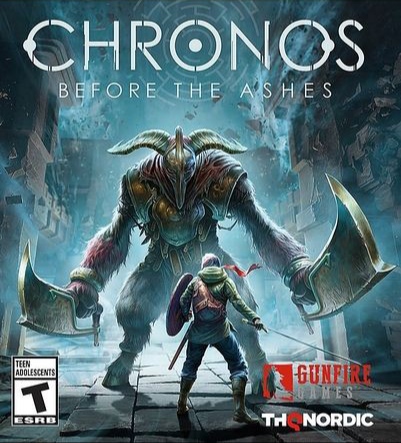 CHRONOS
BEFORE THE ASHES
TEEN
ADOLESCENTS
T
ESRB
GUNFIRE
GAMES
THQNORDIC